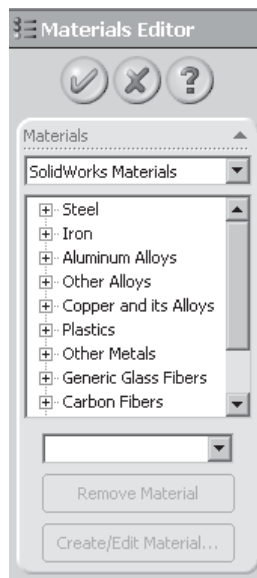 Materials Editor
?
Materials
SolidWorks Materials
Steel
Iron
Aluminum Alloys
Other Alloys
Copper and its Alloys
Plastics
Other Metals
Generic Glass Fibers
Carbon Fibers
Remove Material
Create/Edit Material...